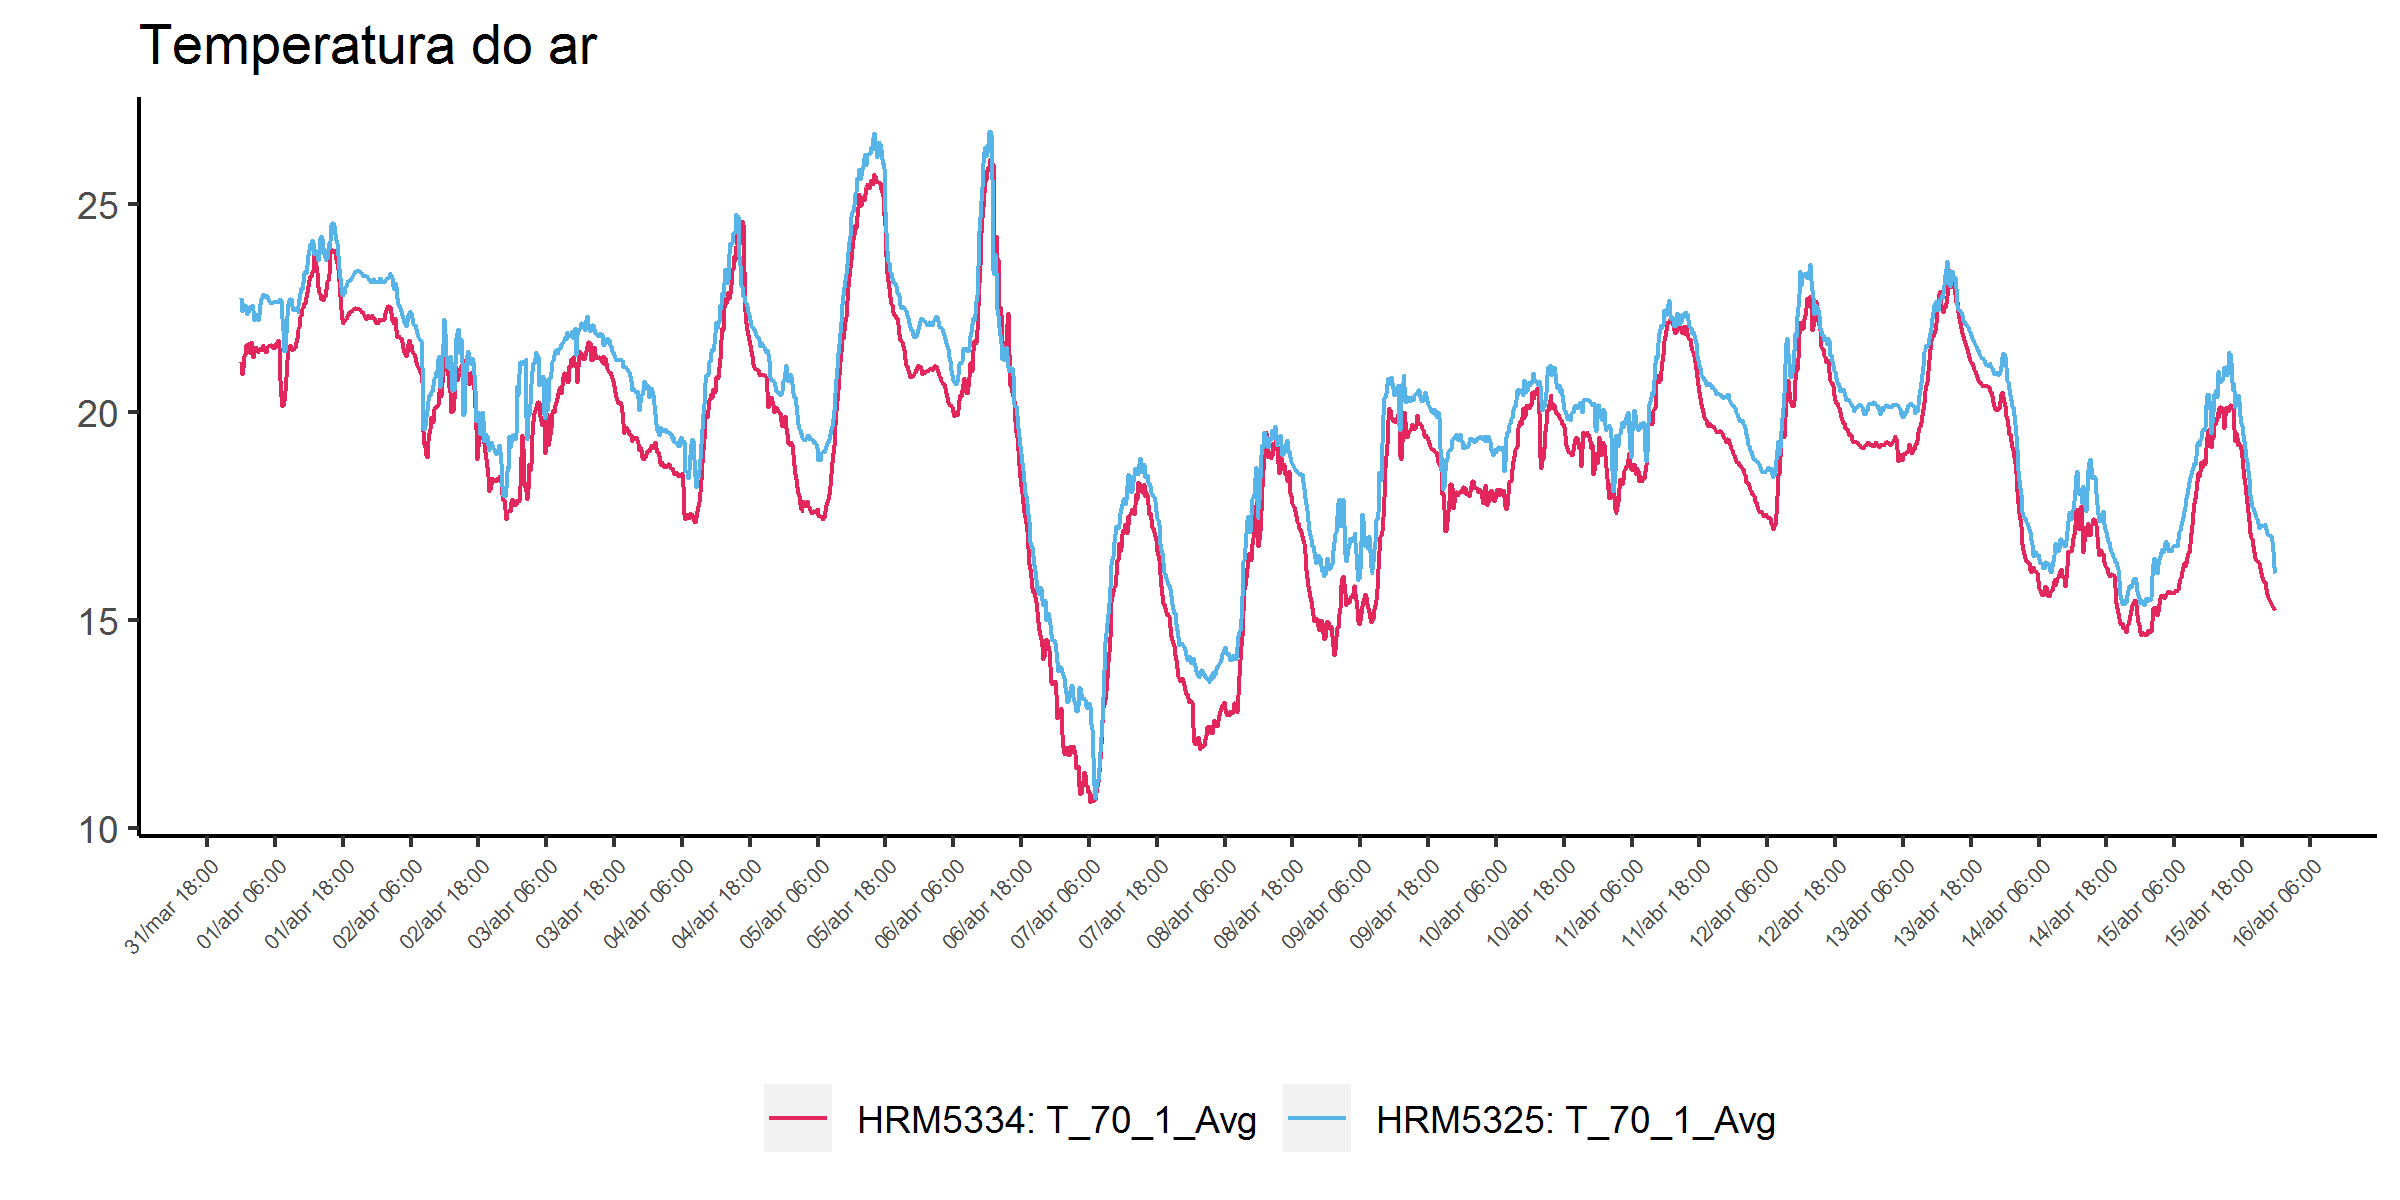 Temperatura do ar
25
20
15
10
31/mar 18:00
01/abr 06:00
01/abr 18:00
02/abr 06:00
02/abr 18:00
03/abr 06:00
03/abr 18:00
04/abr 06:00
04/abr 18:00
05/abr 06:00
05/abr 18:00
06/abr 06:00
06/abr 18:00
07/abr 06:00
07/abr 18:00
08/abr 06:00
08/abr 18:00
09/abr 06:00
09/abr 18:00
10/abr 06:00
10/abr 18:00
11/abr 06:00
11/abr 18:00
12/abr 06:00
12/abr 18:00
13/abr 06:00
13/abr 18:00
14/abr 06:00
14/abr 18:00
15/abr 06:00
15/abr 18:00
16/abr 06:00
HRM5334: T_70_1_Avg
HRM5325: T_70_1_Avg